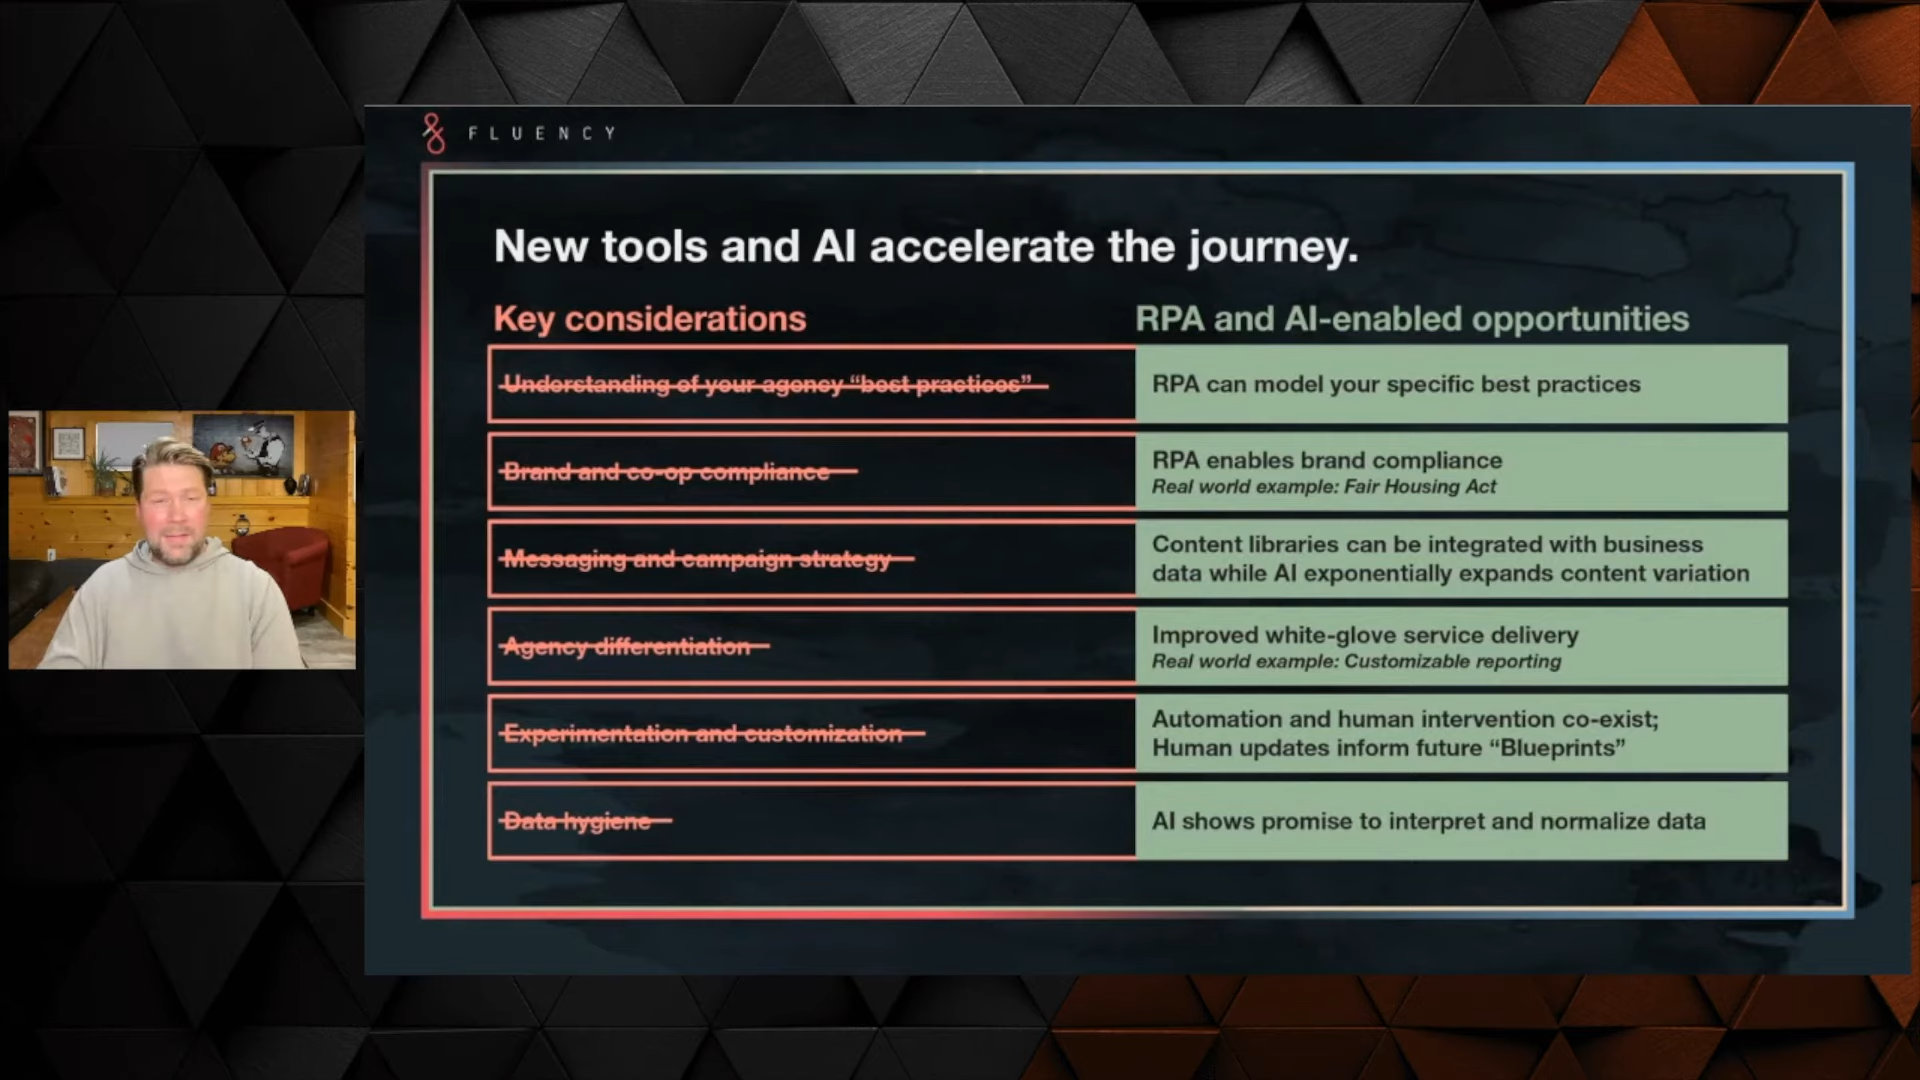 FLUENCY
New tools and AI accelerate the journey.
Key considerations
RPA and AI-enabled opportunities
Understanding of your agency “best practices”
RPA can model your specific best practices
Brand and co-op compliance
RPA enables brand compliance
Real world example: Fair Housing Act
Messaging and campaign strategy
Content libraries can be integrated with business
data while AI exponentially expands content variation
Agency differentiation
Improved white-glove service delivery
Real world example: Customizable reporting
Experimentation and customization
Automation and human intervention co-exist;
Human updates inform future “Blueprints”
Data hygiene
AI shows promise to interpret and normalize data